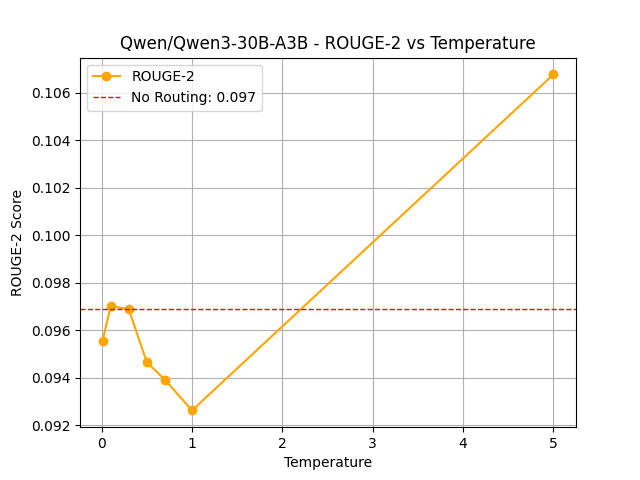 Qwen/Qwen3-30B-A3B - ROUGE-2 vs Temperature
ROUGE-2
No Routing: 0.097
0.106
0.104
0.102
0.100
0.098
0.096
0.094
0.092
ROUGE-2 Score
0 1 2 3 4 5
Temperature